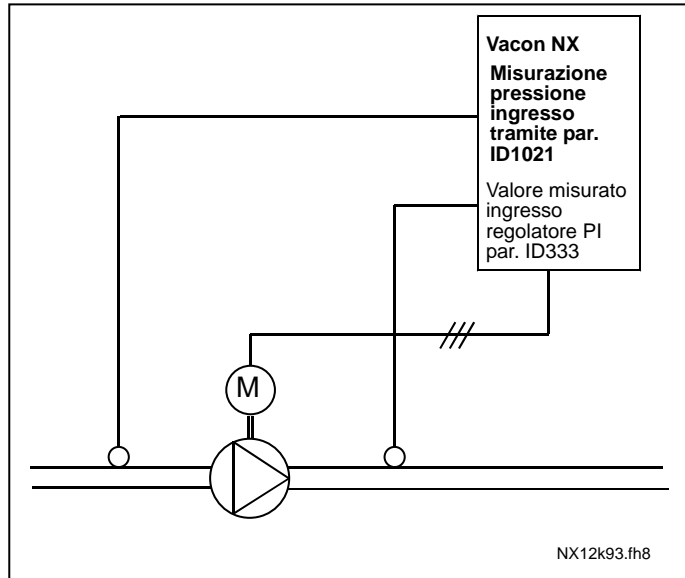 Vacon NX
Misurazione
pressione
ingresso
tramite par.
ID1021
Valore misurato
ingresso
regolatore PI
par. ID333
M
NX12k93.fh8